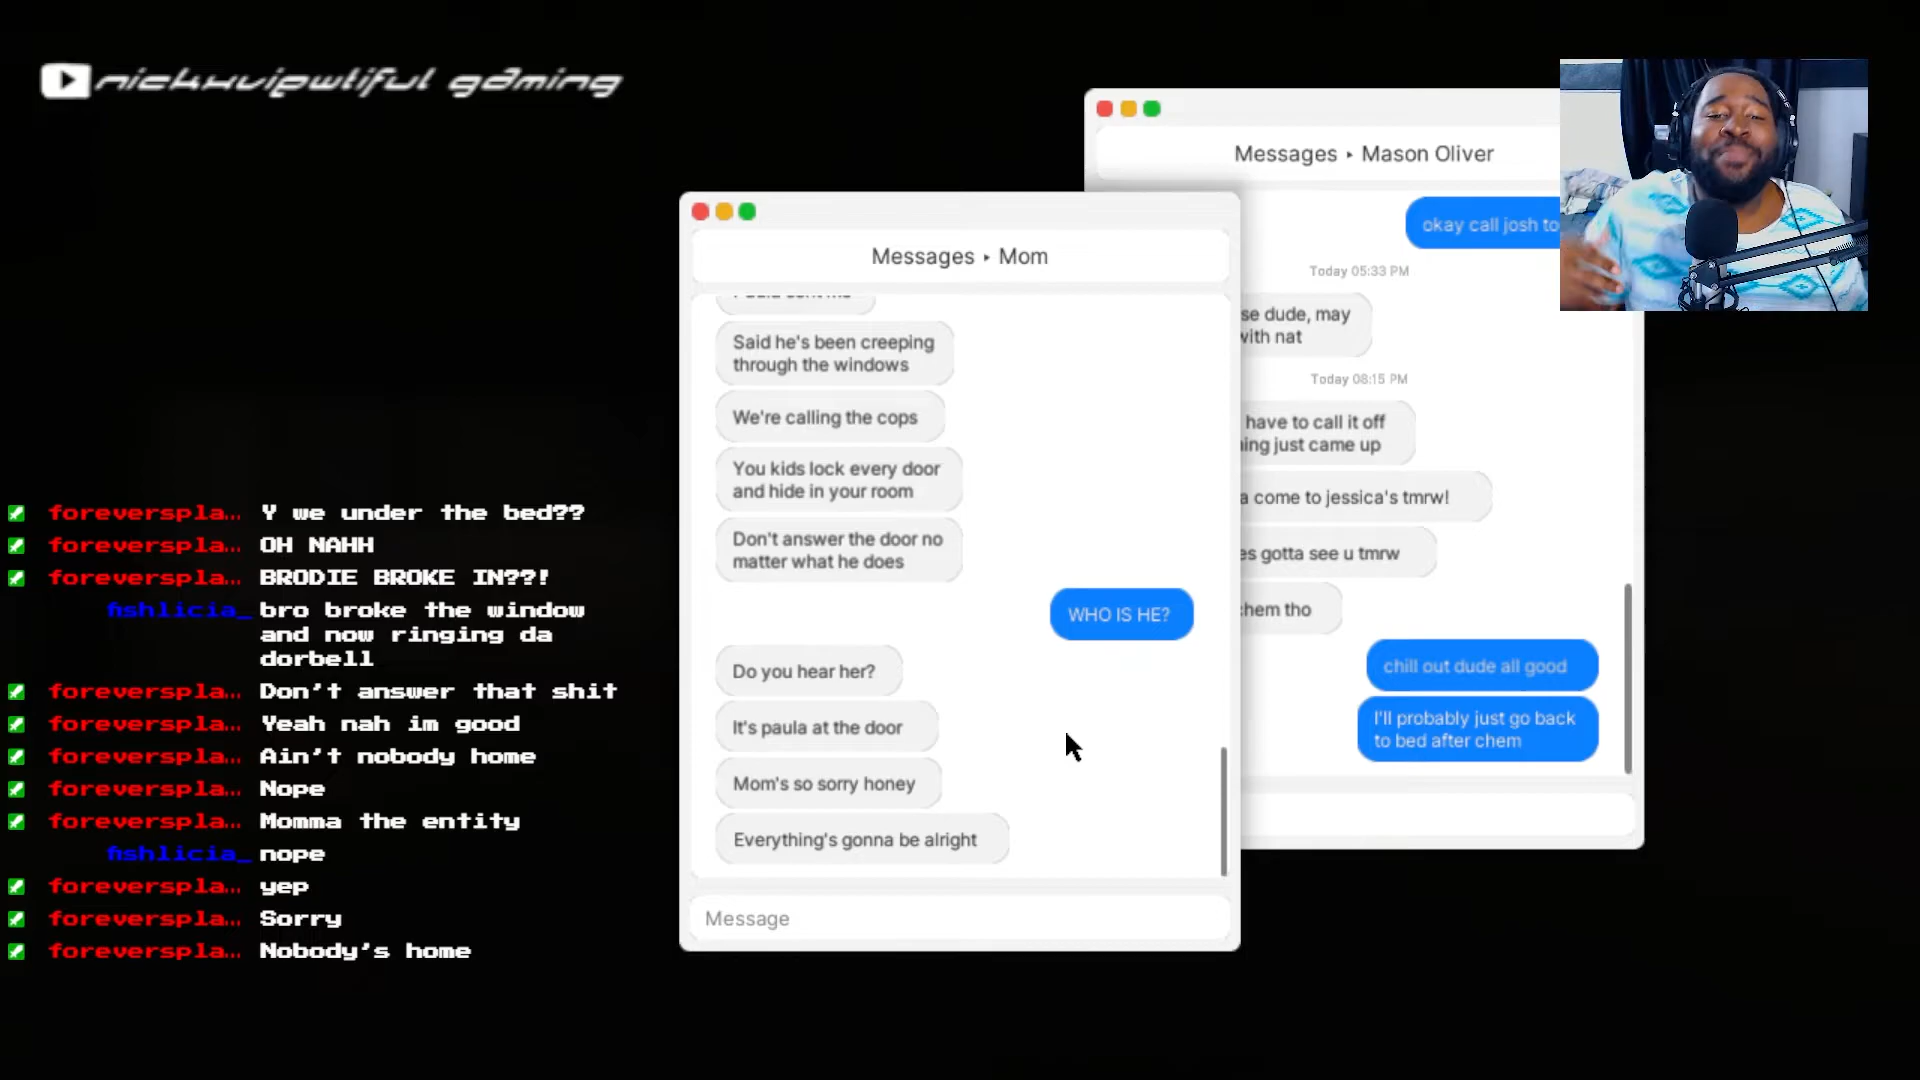 nickxviewtiful gaming
Messages ▸ Mason Oliver
okay call josh to
Today 05:33 PM
se dude, may
with nat
Today 08:15 PM
have to call it off
ing just came up
a come to jessica's tmrw!
es gotta see u tmrw
chem tho
chill out dude all good
I'll probably just go back
to bed after chem
Messages ▸ Mom
Said he's been creeping
through the windows
We're calling the cops
You kids lock every door
and hide in your room
Don't answer the door no
matter what he does
WHO IS HE?
Do you hear her?
It's paula at the door
Mom's so sorry honey
Everything's gonna be alright
Message
foreverspla... Y we under the bed??
foreverspla... OH NAHH
foreverspla... BRODIE BROKE IN??!
fishlicia_ bro broke the window
and now ringing da
dorbell
foreverspla... Don't answer that shit
foreverspla... Yeah nah im good
foreverspla... Ain't nobody home
foreverspla... Nope
foreverspla... Momma the entity
fishlicia_ nope
foreverspla... yep
foreverspla... Sorry
foreverspla... Nobody's home